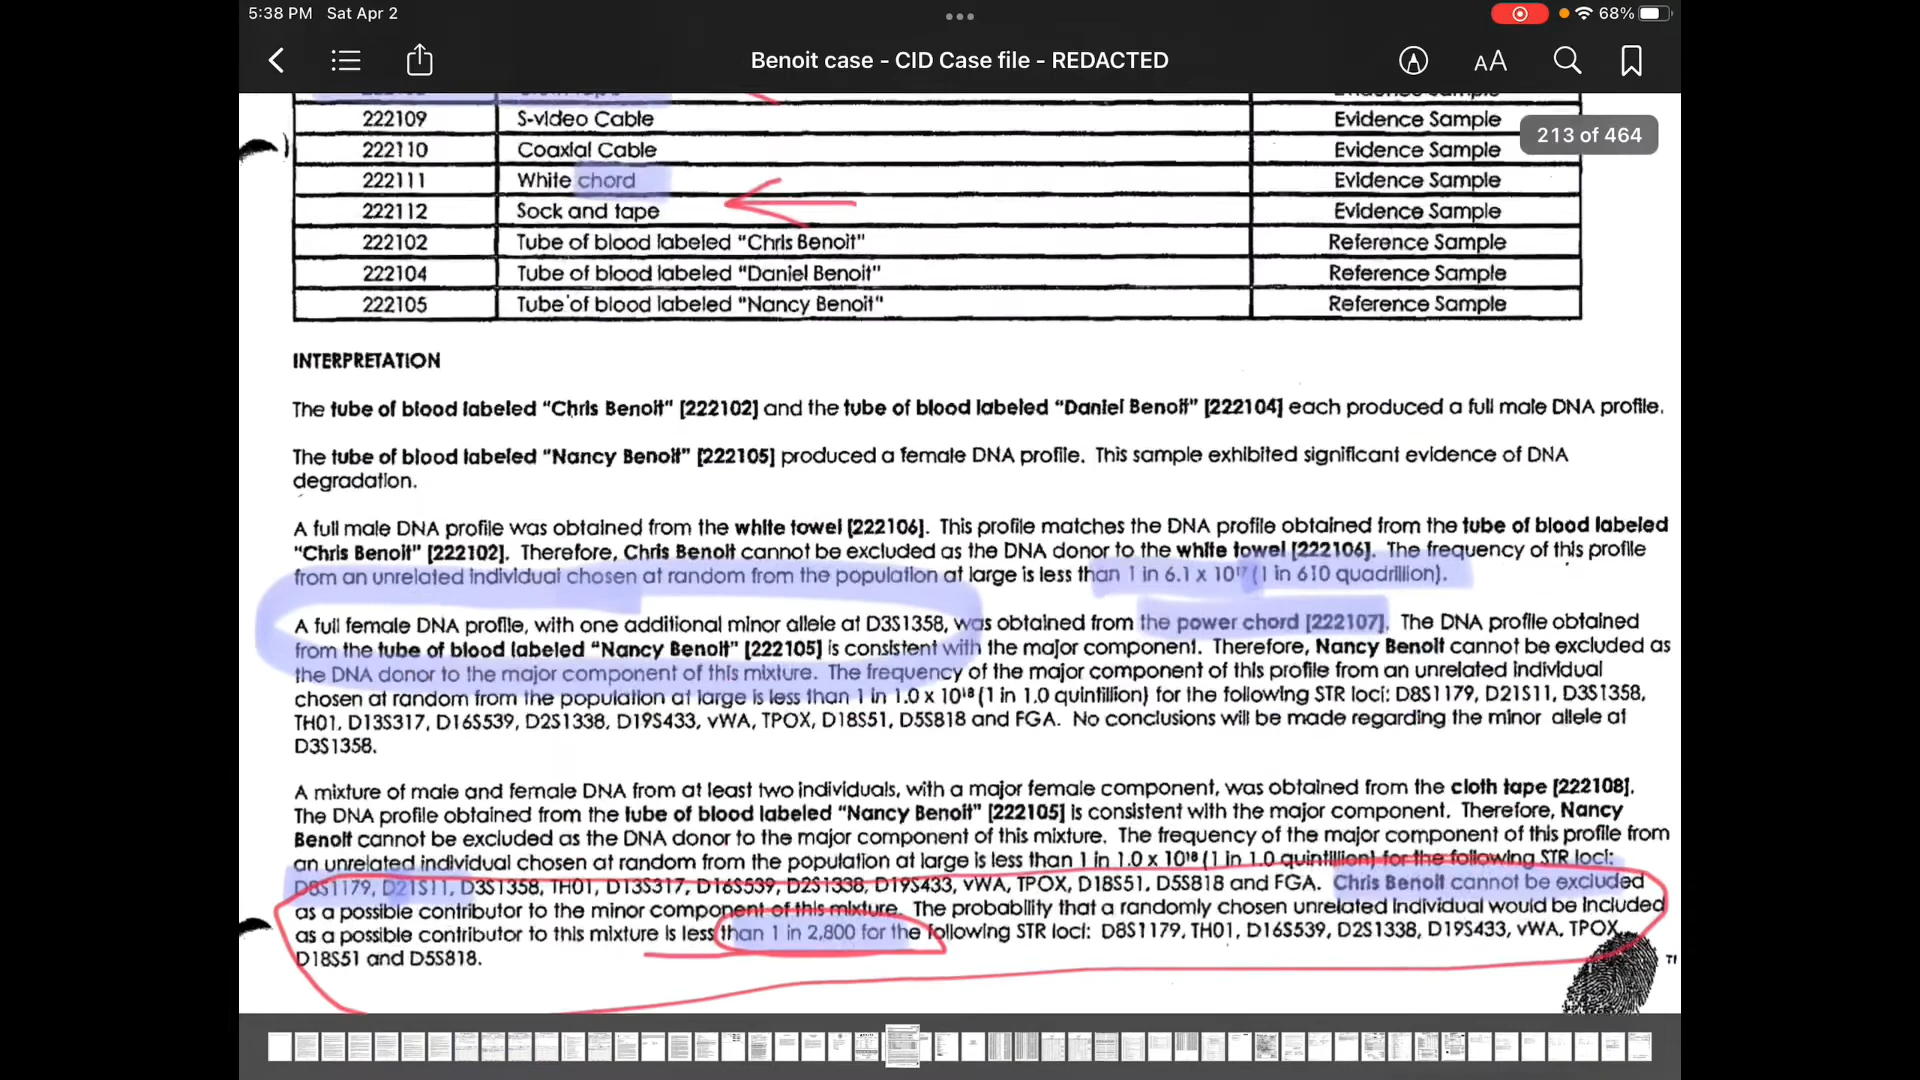 5:38 PM Sat Apr 2
68%
Benoit case - CID Case file - REDACTED
AA
213 of 464
222109 S-video Cable Evidence Sample
222110 Coaxial Cable Evidence Sample
222111 White chord Evidence Sample
222112 Sock and tape Evidence Sample
222102 Tube of blood labeled "Chris Benoit" Reference Sample
222104 Tube of blood labeled "Daniel Benoit" Reference Sample
222105 Tube of blood labeled "Nancy Benoit" Reference Sample
INTERPRETATION
The tube of blood labeled "Chris Benoit" [222102] and the tube of blood labeled "Daniel Benoit" [222104] each produced a full male DNA profile.
The tube of blood labeled "Nancy Benoit" [222105] produced a female DNA profile. This sample exhibited significant evidence of DNA
degradation.
A full male DNA profile was obtained from the white towel [222106]. This profile matches the DNA profile obtained from the tube of blood labeled
"Chris Benoit" [222102]. Therefore, Chris Benoit cannot be excluded as the DNA donor to the white towel [222106]. The frequency of this profile
from an unrelated individual chosen at random from the population at large is less than 1 in 6.1 x 10¹⁷ (1 in 610 quadrillion).
A full female DNA profile, with one additional minor allele at D3S1358, was obtained from the power chord [222107]. The DNA profile obtained
from the tube of blood labeled "Nancy Benoit" [222105] is consistent with the major component. Therefore, Nancy Benoit cannot be excluded as
the DNA donor to the major component of this mixture. The frequency of the major component of this profile from an unrelated individual
chosen at random from the population at large is less than 1 in 1.0 x 10¹⁸ (1 in 1.0 quintillion) for the following STR loci: D8S1179, D21S11, D3S1358,
TH01, D13S317, D16S539, D2S1338, D19S433, vWA, TPOX, D18S51, D5S818 and FGA. No conclusions will be made regarding the minor allele at
D3S1358.
A mixture of male and female DNA from at least two individuals, with a major female component, was obtained from the cloth tape [222108].
The DNA profile obtained from the tube of blood labeled "Nancy Benoit" [222105] is consistent with the major component. Therefore, Nancy
Benoit cannot be excluded as the DNA donor to the major component of this mixture. The frequency of the major component of this profile from
an unrelated individual chosen at random from the population at large is less than 1 in 1.0 x 10¹⁸ (1 in 1.0 quintillion) for the following STR loci:
D8S1179, D21S11, D3S1358, TH01, D13S317, D16S539, D2S1338, D19S433, vWA, TPOX, D18S51, D5S818 and FGA. Chris Benoit cannot be excluded
as a possible contributor to the minor component of this mixture. The probability that a randomly chosen unrelated individual would be included
as a possible contributor to this mixture is less than 1 in 2,800 for the following STR loci: D8S1179, TH01, D16S539, D2S1338, D19S433, vWA, TPOX,
D18S51 and D5S818.